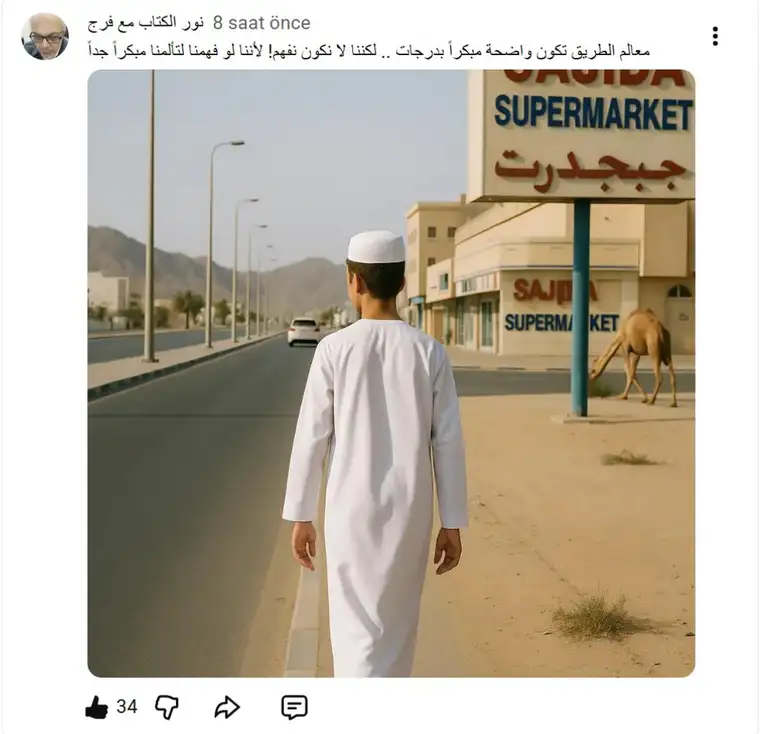 نور الكتاب مع فرج 8 saat önce
معالم الطريق تكون واضحة مبكراً بدرجات .. لكننا لا نكون نفهم! لأننا لو فهمنا لتألمنا مبكراً جداً
SAJIDA
SUPERMARKET
جبجدرت
SAJIDA
SUPERMARKET
34